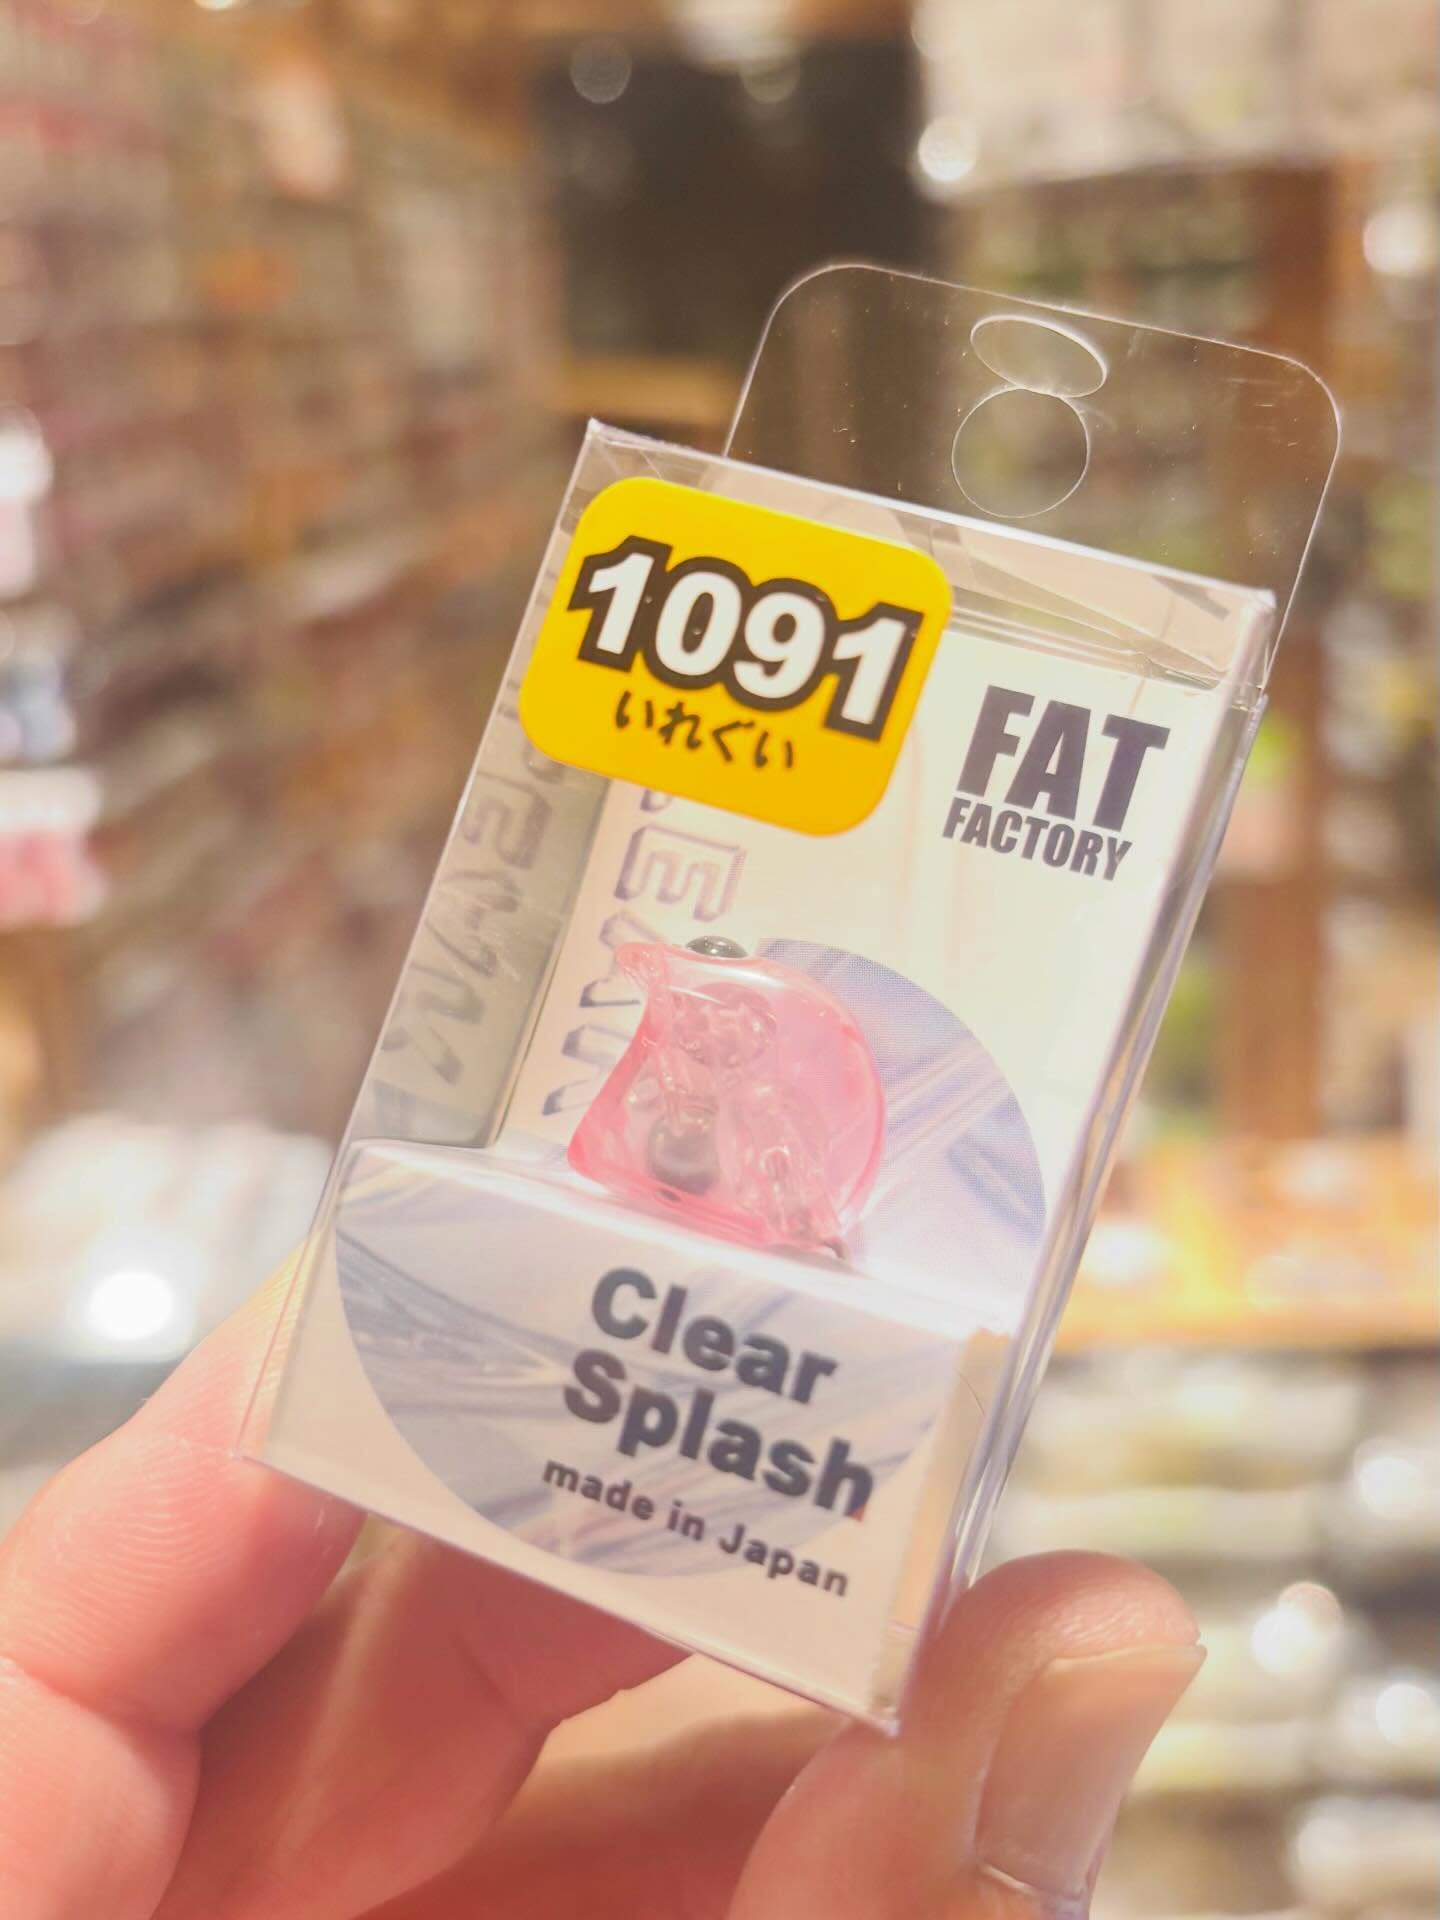 1091
いれぐい
FAT
FACTORY
Clear
Splash
made in Japan